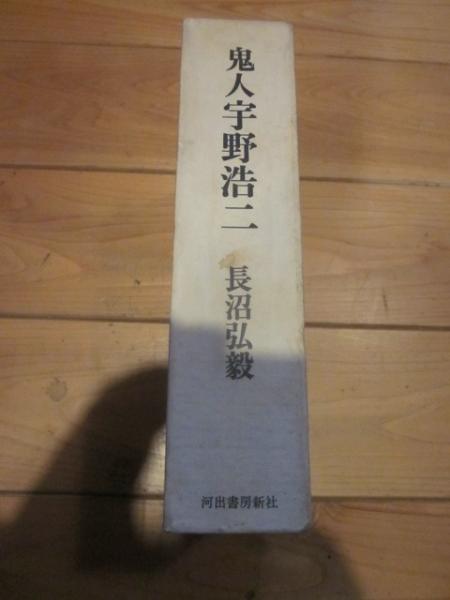 鬼人宇野浩二
長沼弘毅
河出書房新社